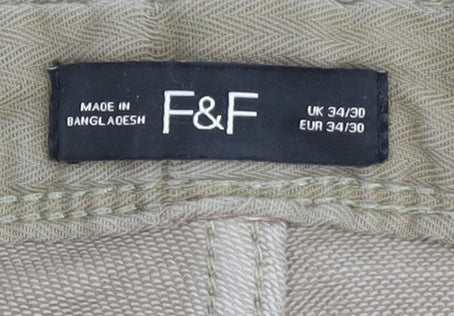 MADE IN
BANGLADESH
F&F
UK 34/30
EUR 34/30